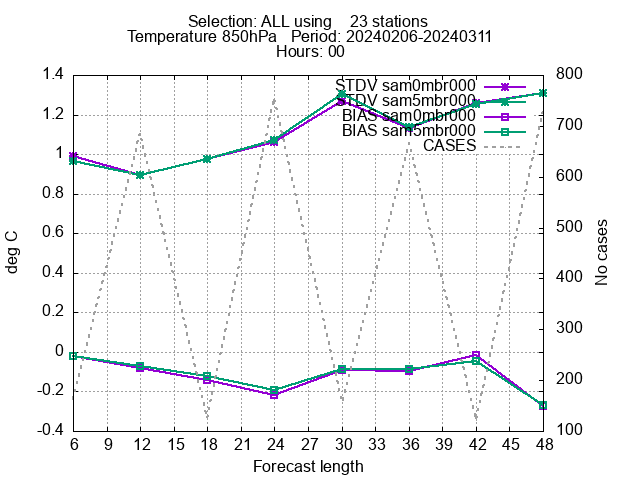 Selection: ALL using 23 stations
Temperature 850hPa Period: 20240206-20240311
Hours: 00
STDV sam0mbr000
STDV sam5mbr000
BIAS sam0mbr000
BIAS sam5mbr000
CASES
1.4
1.2
1
0.8
0.6
0.4
0.2
0
-0.2
-0.4
deg C
800
700
600
500
400
300
200
100
No cases
6 9 12 15 18 21 24 27 30 33 36 39 42 45 48
Forecast length